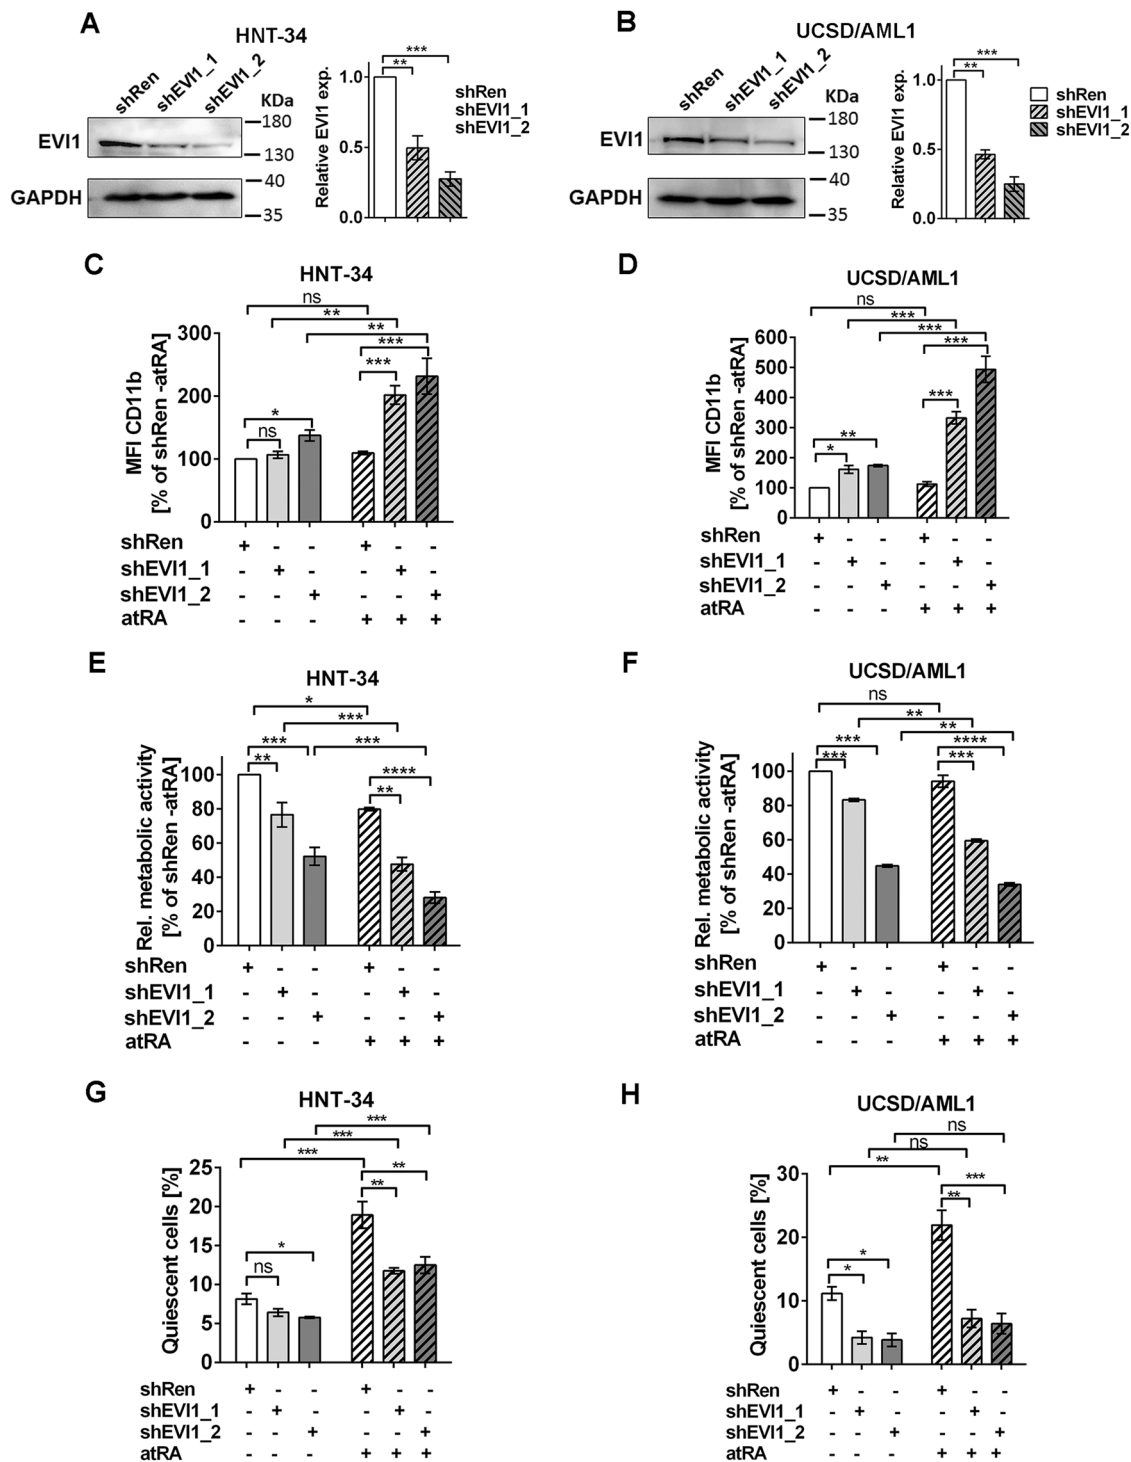 A
HNT-34
shRen
shEVI1_1
shEVI1_2
KDa
EVI1
180
130
GAPDH
40
35
Relative EVI1 exp.
1.0
0.5
0.0
**
***
shRen
shEVI1_1
shEVI1_2
B
UCSD/AML1
shRen
shEVI1_1
shEVI1_2
KDa
EVI1
180
130
GAPDH
40
35
Relative EVI1 exp.
1.0
0.5
0.0
**
***
shRen
shEVI1_1
shEVI1_2
C
HNT-34
ns
**
**
***
***
*
ns
MFI CD11b
[% of shRen -atRA]
300
200
100
0
shRen + - - + - -
shEVI1_1 - + - - + -
shEVI1_2 - - + - - +
atRA - - - + + +
D
UCSD/AML1
ns
***
***
***
***
**
*
MFI CD11b
[% of shRen -atRA]
600
500
400
300
200
100
0
shRen + - - + - -
shEVI1_1 - + - - + -
shEVI1_2 - - + - - +
atRA - - - + + +
E
HNT-34
*
***
*** ***
**
****
**
Rel. metabolic activity
[% of shRen -atRA]
100
80
60
40
20
0
shRen + - - + - -
shEVI1_1 - + - - + -
shEVI1_2 - - + - - +
atRA - - - + + +
F
UCSD/AML1
ns
**
**
*** ****
*** ***
Rel. metabolic activity
[% of shRen -atRA]
100
80
60
40
20
0
shRen + - - + - -
shEVI1_1 - + - - + -
shEVI1_2 - - + - - +
atRA - - - + + +
G
HNT-34
***
***
***
**
**
*
ns
Quiescent cells [%]
25
20
15
10
5
0
shRen + - - + - -
shEVI1_1 - + - - + -
shEVI1_2 - - + - - +
atRA - - - + + +
H
UCSD/AML1
ns
ns
**
***
**
*
*
Quiescent cells [%]
30
20
10
0
shRen + - - + - -
shEVI1_1 - + - - + -
shEVI1_2 - - + - - +
atRA - - - + + +